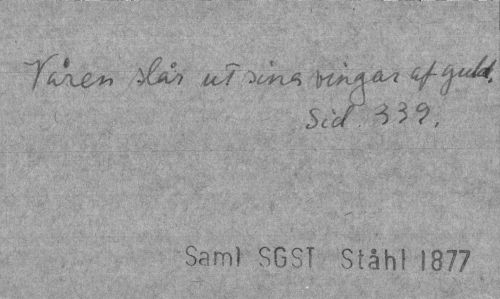 Våren slår ut sina vingar af guld.
Sid. 339.
Saml SGST Ståhl 1877